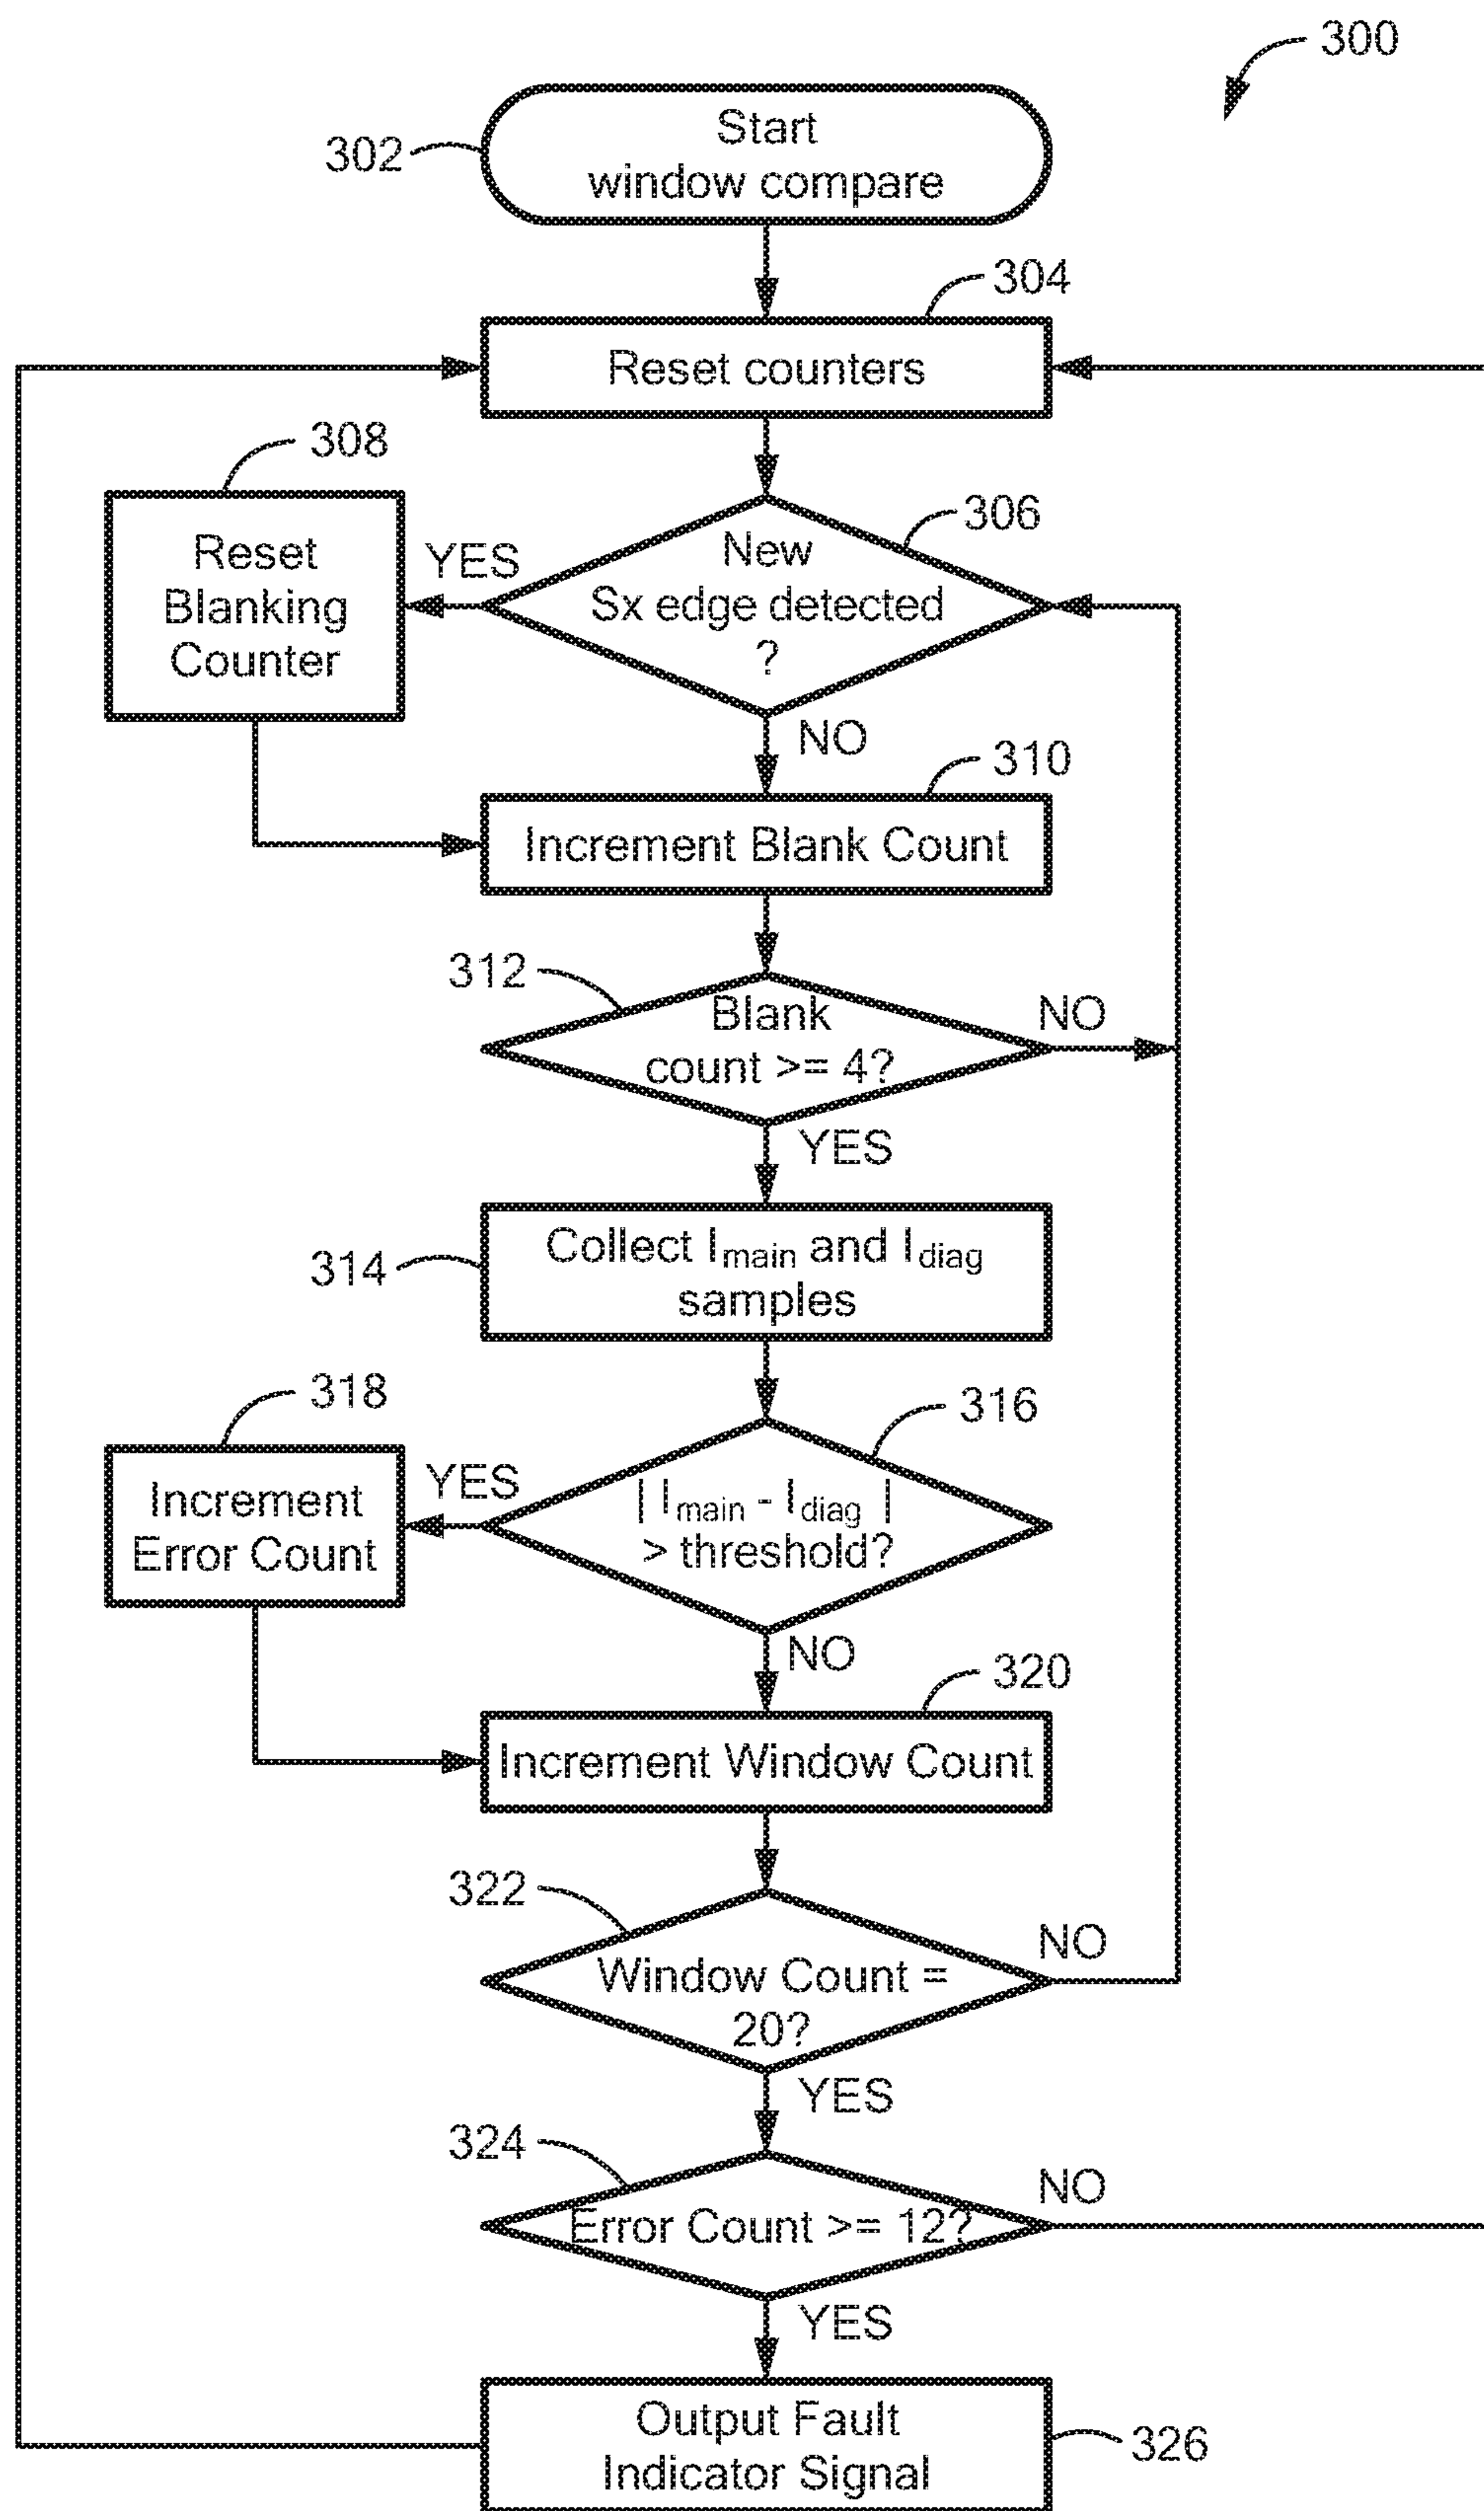 300
302
Start
window compare
304
Reset counters
308
306
Reset
Blanking
Counter
YES
New
Sx edge detected
?
NO
310
Increment Blank Count
312
Blank
count >= 4?
NO
YES
314
Collect Imain and Idiag
samples
318
316
Increment
Error Count
YES
| Imain - Idiag |
> threshold?
NO
320
Increment Window Count
322
Window Count =
20?
NO
YES
324
Error Count >= 12?
NO
YES
Output Fault
Indicator Signal
326